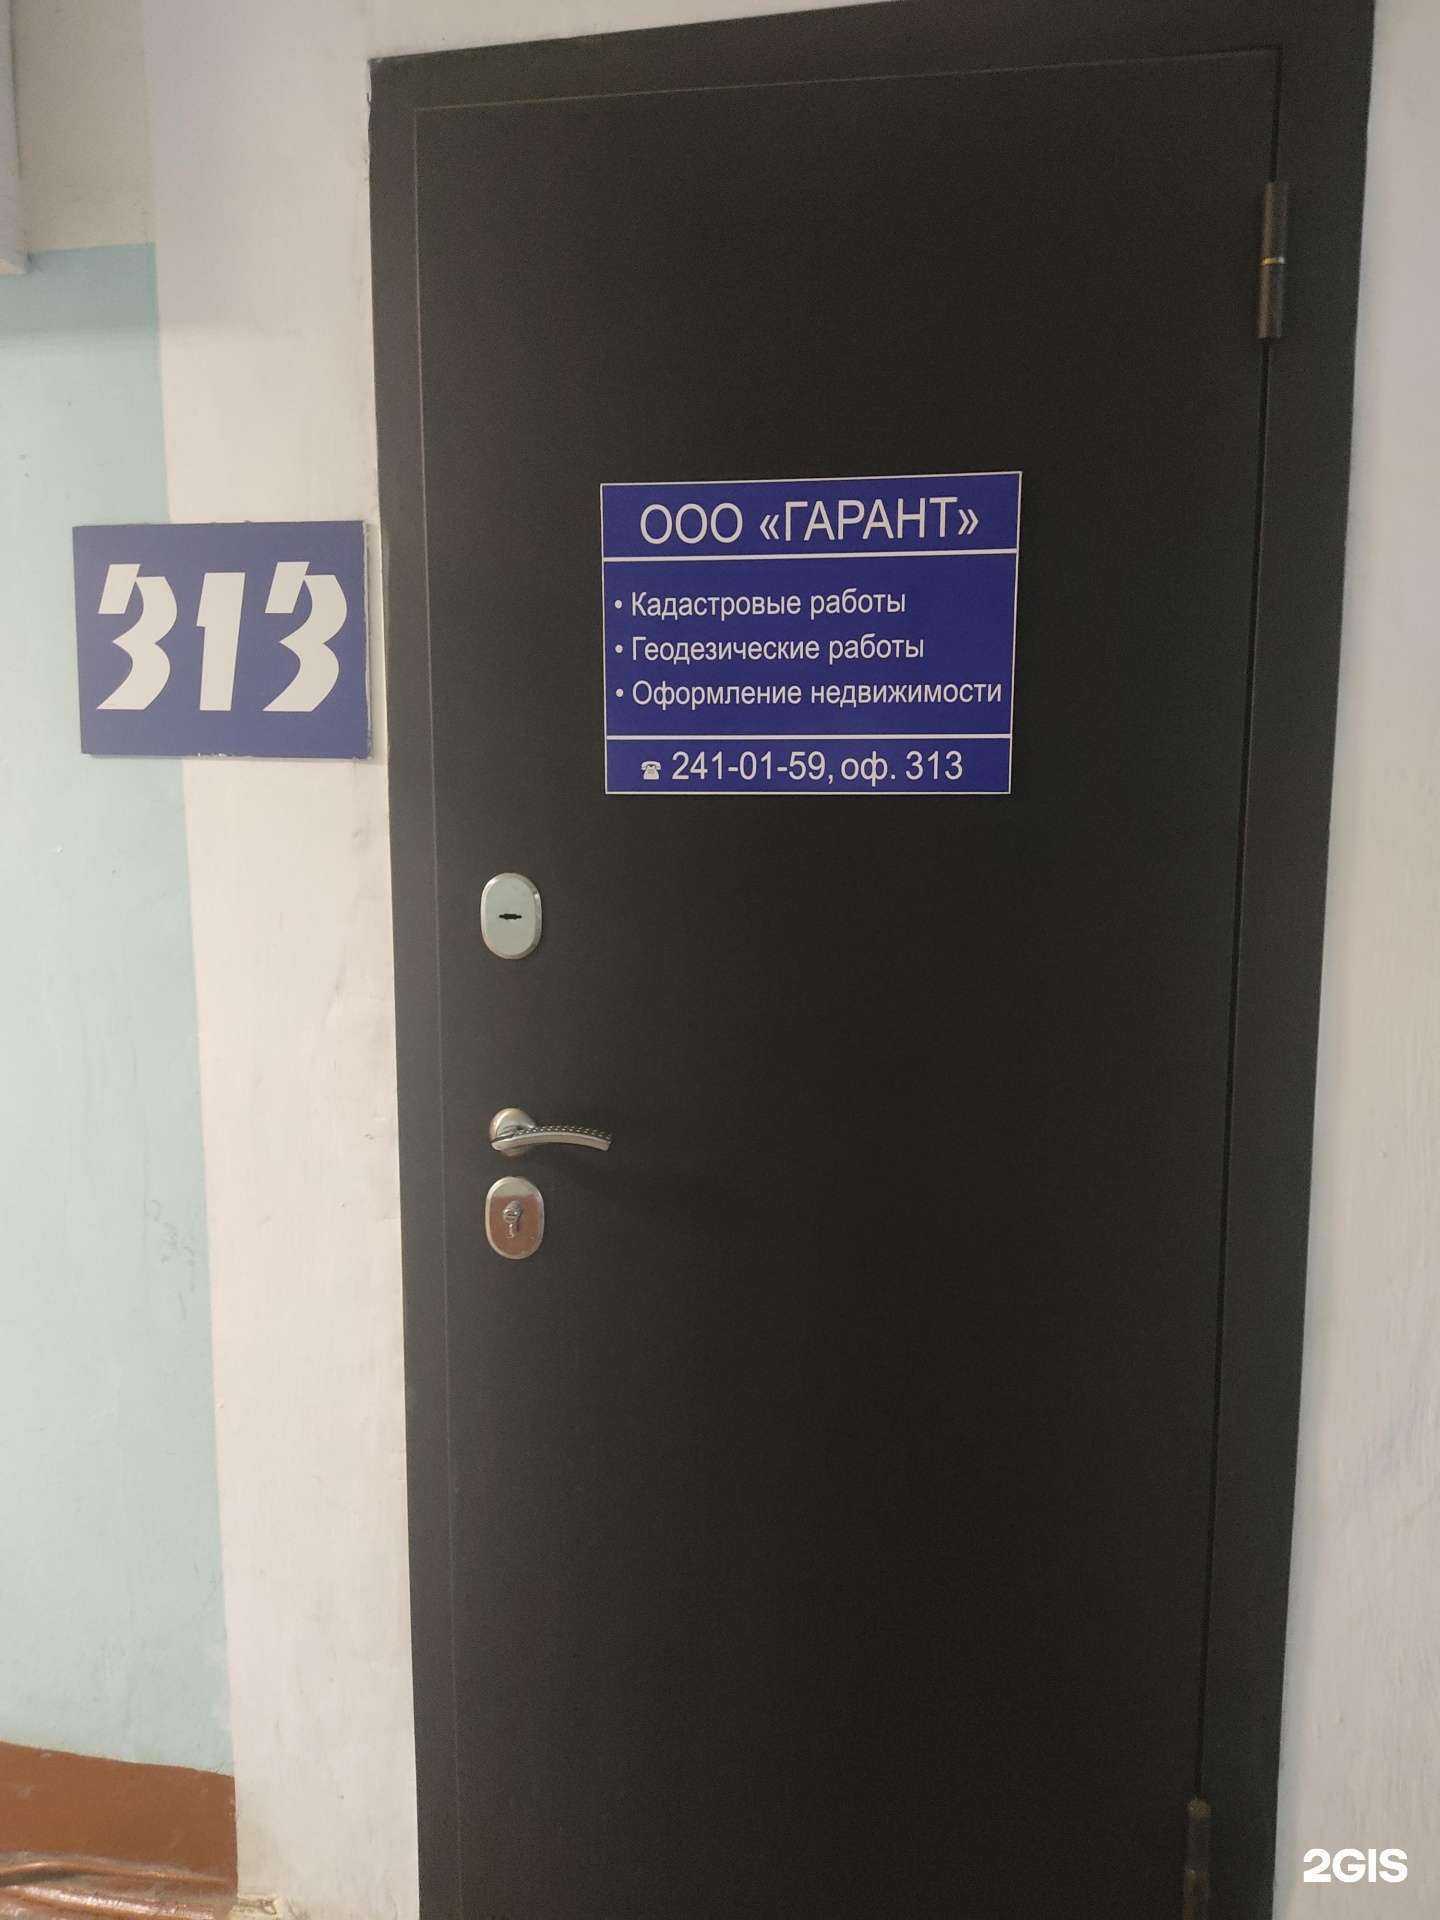 313
ООО «ГАРАНТ»
• Кадастровые работы
• Геодезические работы
• Оформление недвижимости
☎ 241-01-59, оф. 313
2GIS